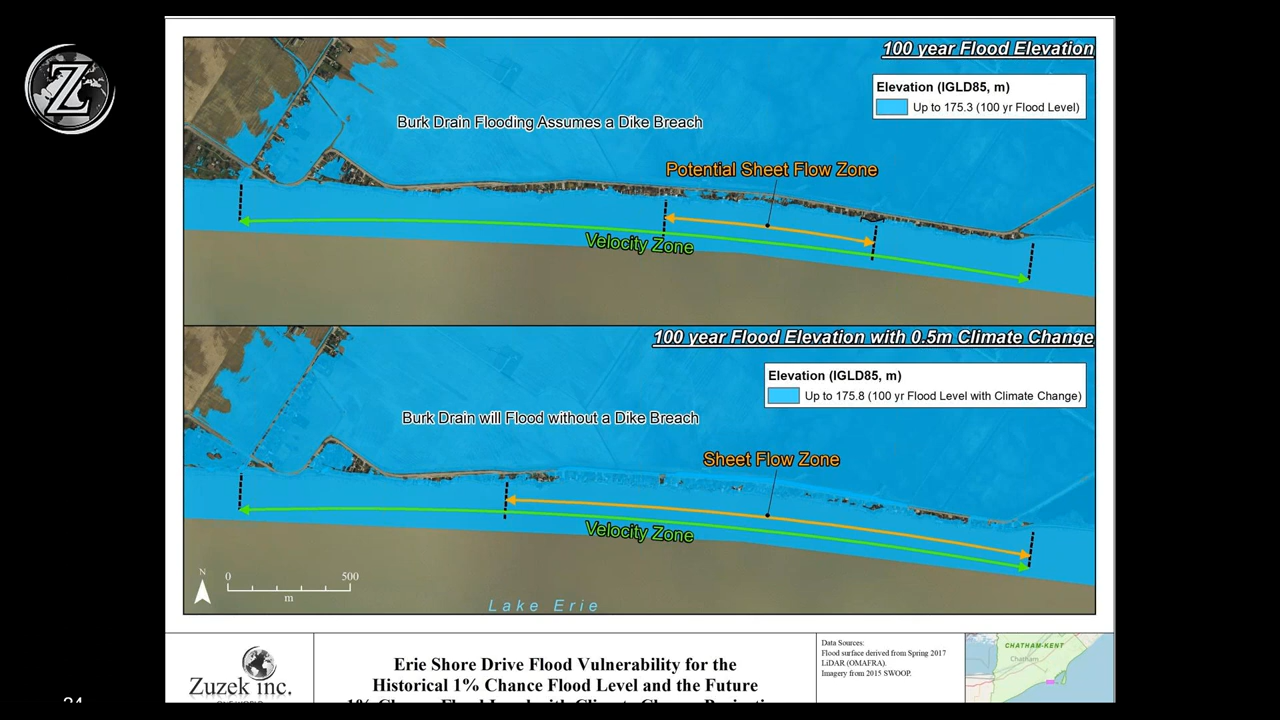 Z
100 year Flood Elevation
Elevation (IGLD85, m)
Up to 175.3 (100 yr Flood Level)
Burk Drain Flooding Assumes a Dike Breach
Potential Sheet Flow Zone
Velocity Zone
100 year Flood Elevation with 0.5m Climate Change
Elevation (IGLD85, m)
Up to 175.8 (100 yr Flood Level with Climate Change)
Burk Drain will Flood without a Dike Breach
Sheet Flow Zone
Velocity Zone
N
0 500
m
Lake Erie
Zuzek inc.
Erie Shore Drive Flood Vulnerability for the
Historical 1% Chance Flood Level and the Future
Data Sources:
Flood surface derived from Spring 2017
LiDAR (OMAFRA).
Imagery from 2015 SWOOP.
CHATHAM-KENT
Chatham